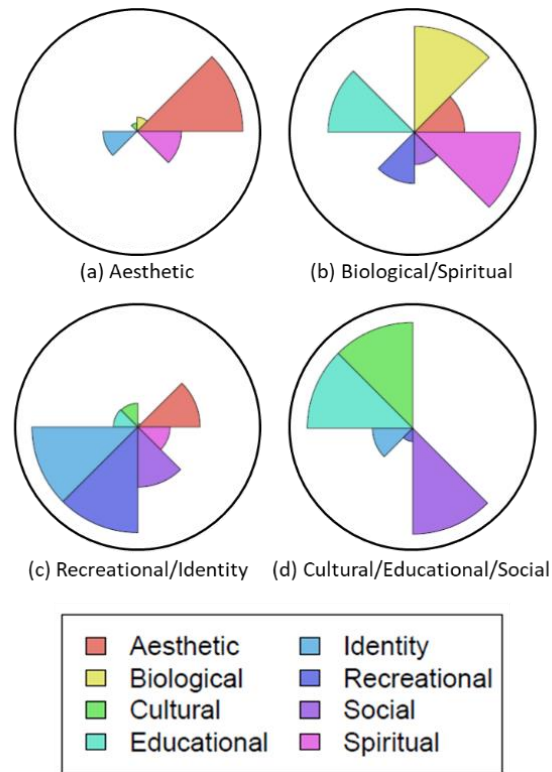 (a) Aesthetic
(b) Biological/Spiritual
(c) Recreational/Identity
(d) Cultural/Educational/Social
Aesthetic
Biological
Cultural
Educational
Identity
Recreational
Social
Spiritual